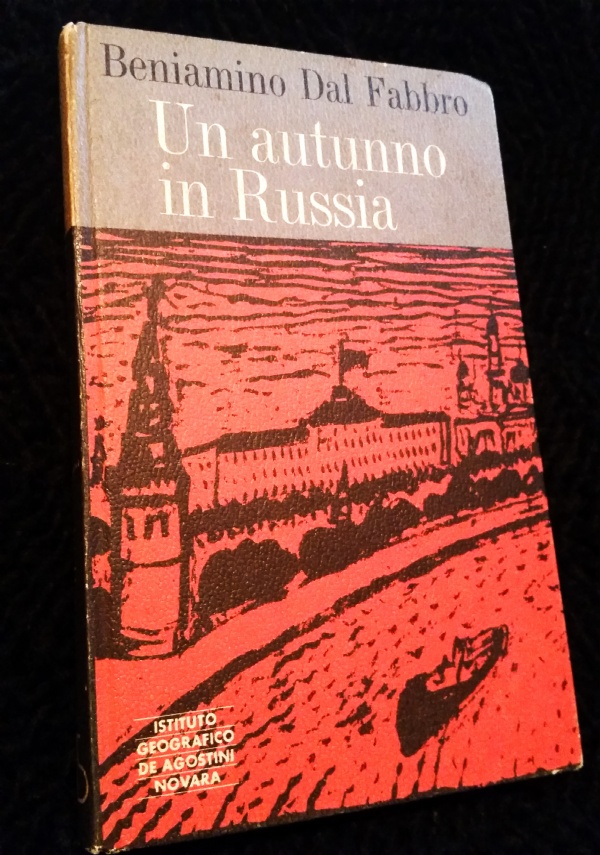 Beniamino Dal Fabbro
Un autunno
in Russia
ISTITUTO
GEOGRAFICO
DE AGOSTINI
NOVARA